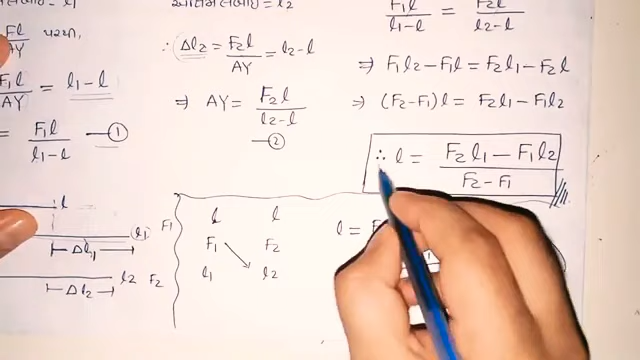 = l₂
Fl/AY
F₁l/AY = l₁-l
= F₁l/(l₁-l) —①
l
l₁
Δl₁
l₂
Δl₂
∴ Δl₂ = F₂l/AY = l₂-l
⇒ AY = F₂l/(l₂-l)
—②
F₁l/(l₁-l) = F₂l/(l₂-l)
⇒ F₁l₂-F₁l = F₂l₁-F₂l
⇒ (F₂-F₁)l = F₂l₁-F₁l₂
∴ l = (F₂l₁-F₁l₂)/(F₂-F₁)
F₁
F₂
l l
F₁ F₂
l₁ l₂
l = F